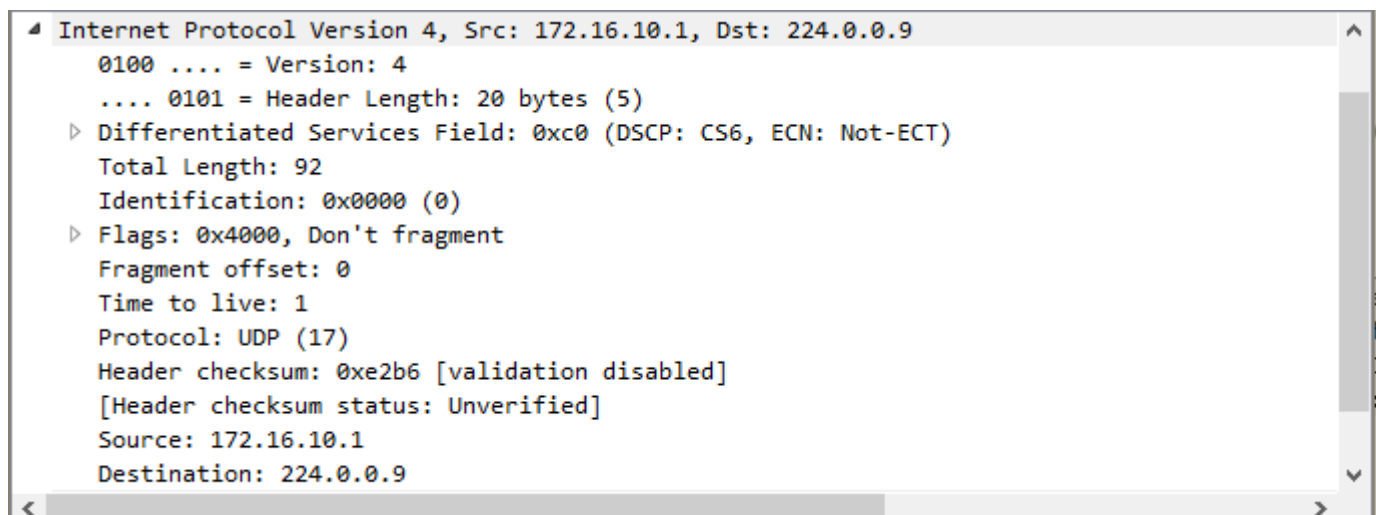 Internet Protocol Version 4, Src: 172.16.10.1, Dst: 224.0.0.9
0100 .... = Version: 4
.... 0101 = Header Length: 20 bytes (5)
Differentiated Services Field: 0xc0 (DSCP: CS6, ECN: Not-ECT)
Total Length: 92
Identification: 0x0000 (0)
Flags: 0x4000, Don't fragment
Fragment offset: 0
Time to live: 1
Protocol: UDP (17)
Header checksum: 0xe2b6 [validation disabled]
[Header checksum status: Unverified]
Source: 172.16.10.1
Destination: 224.0.0.9